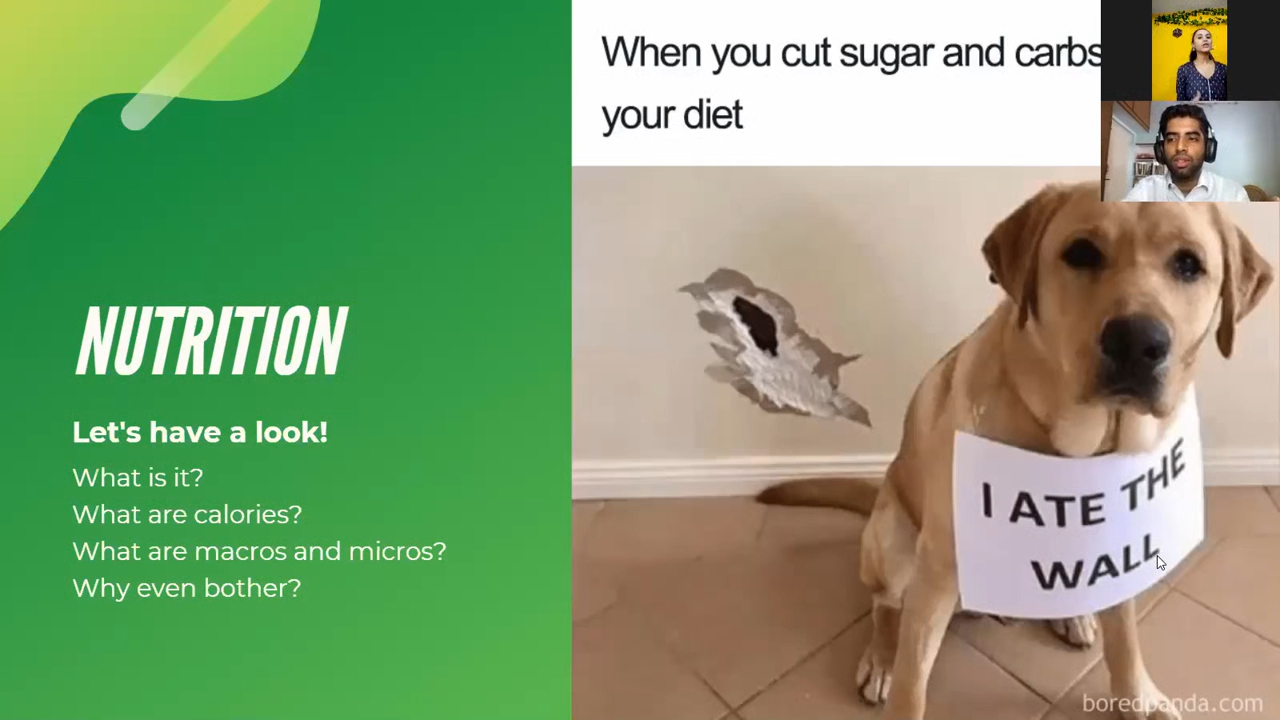 NUTRITION
Let's have a look!
What is it?
What are calories?
What are macros and micros?
Why even bother?
When you cut sugar and carbs
your diet
I ATE THE
WALL
boredpanda.com